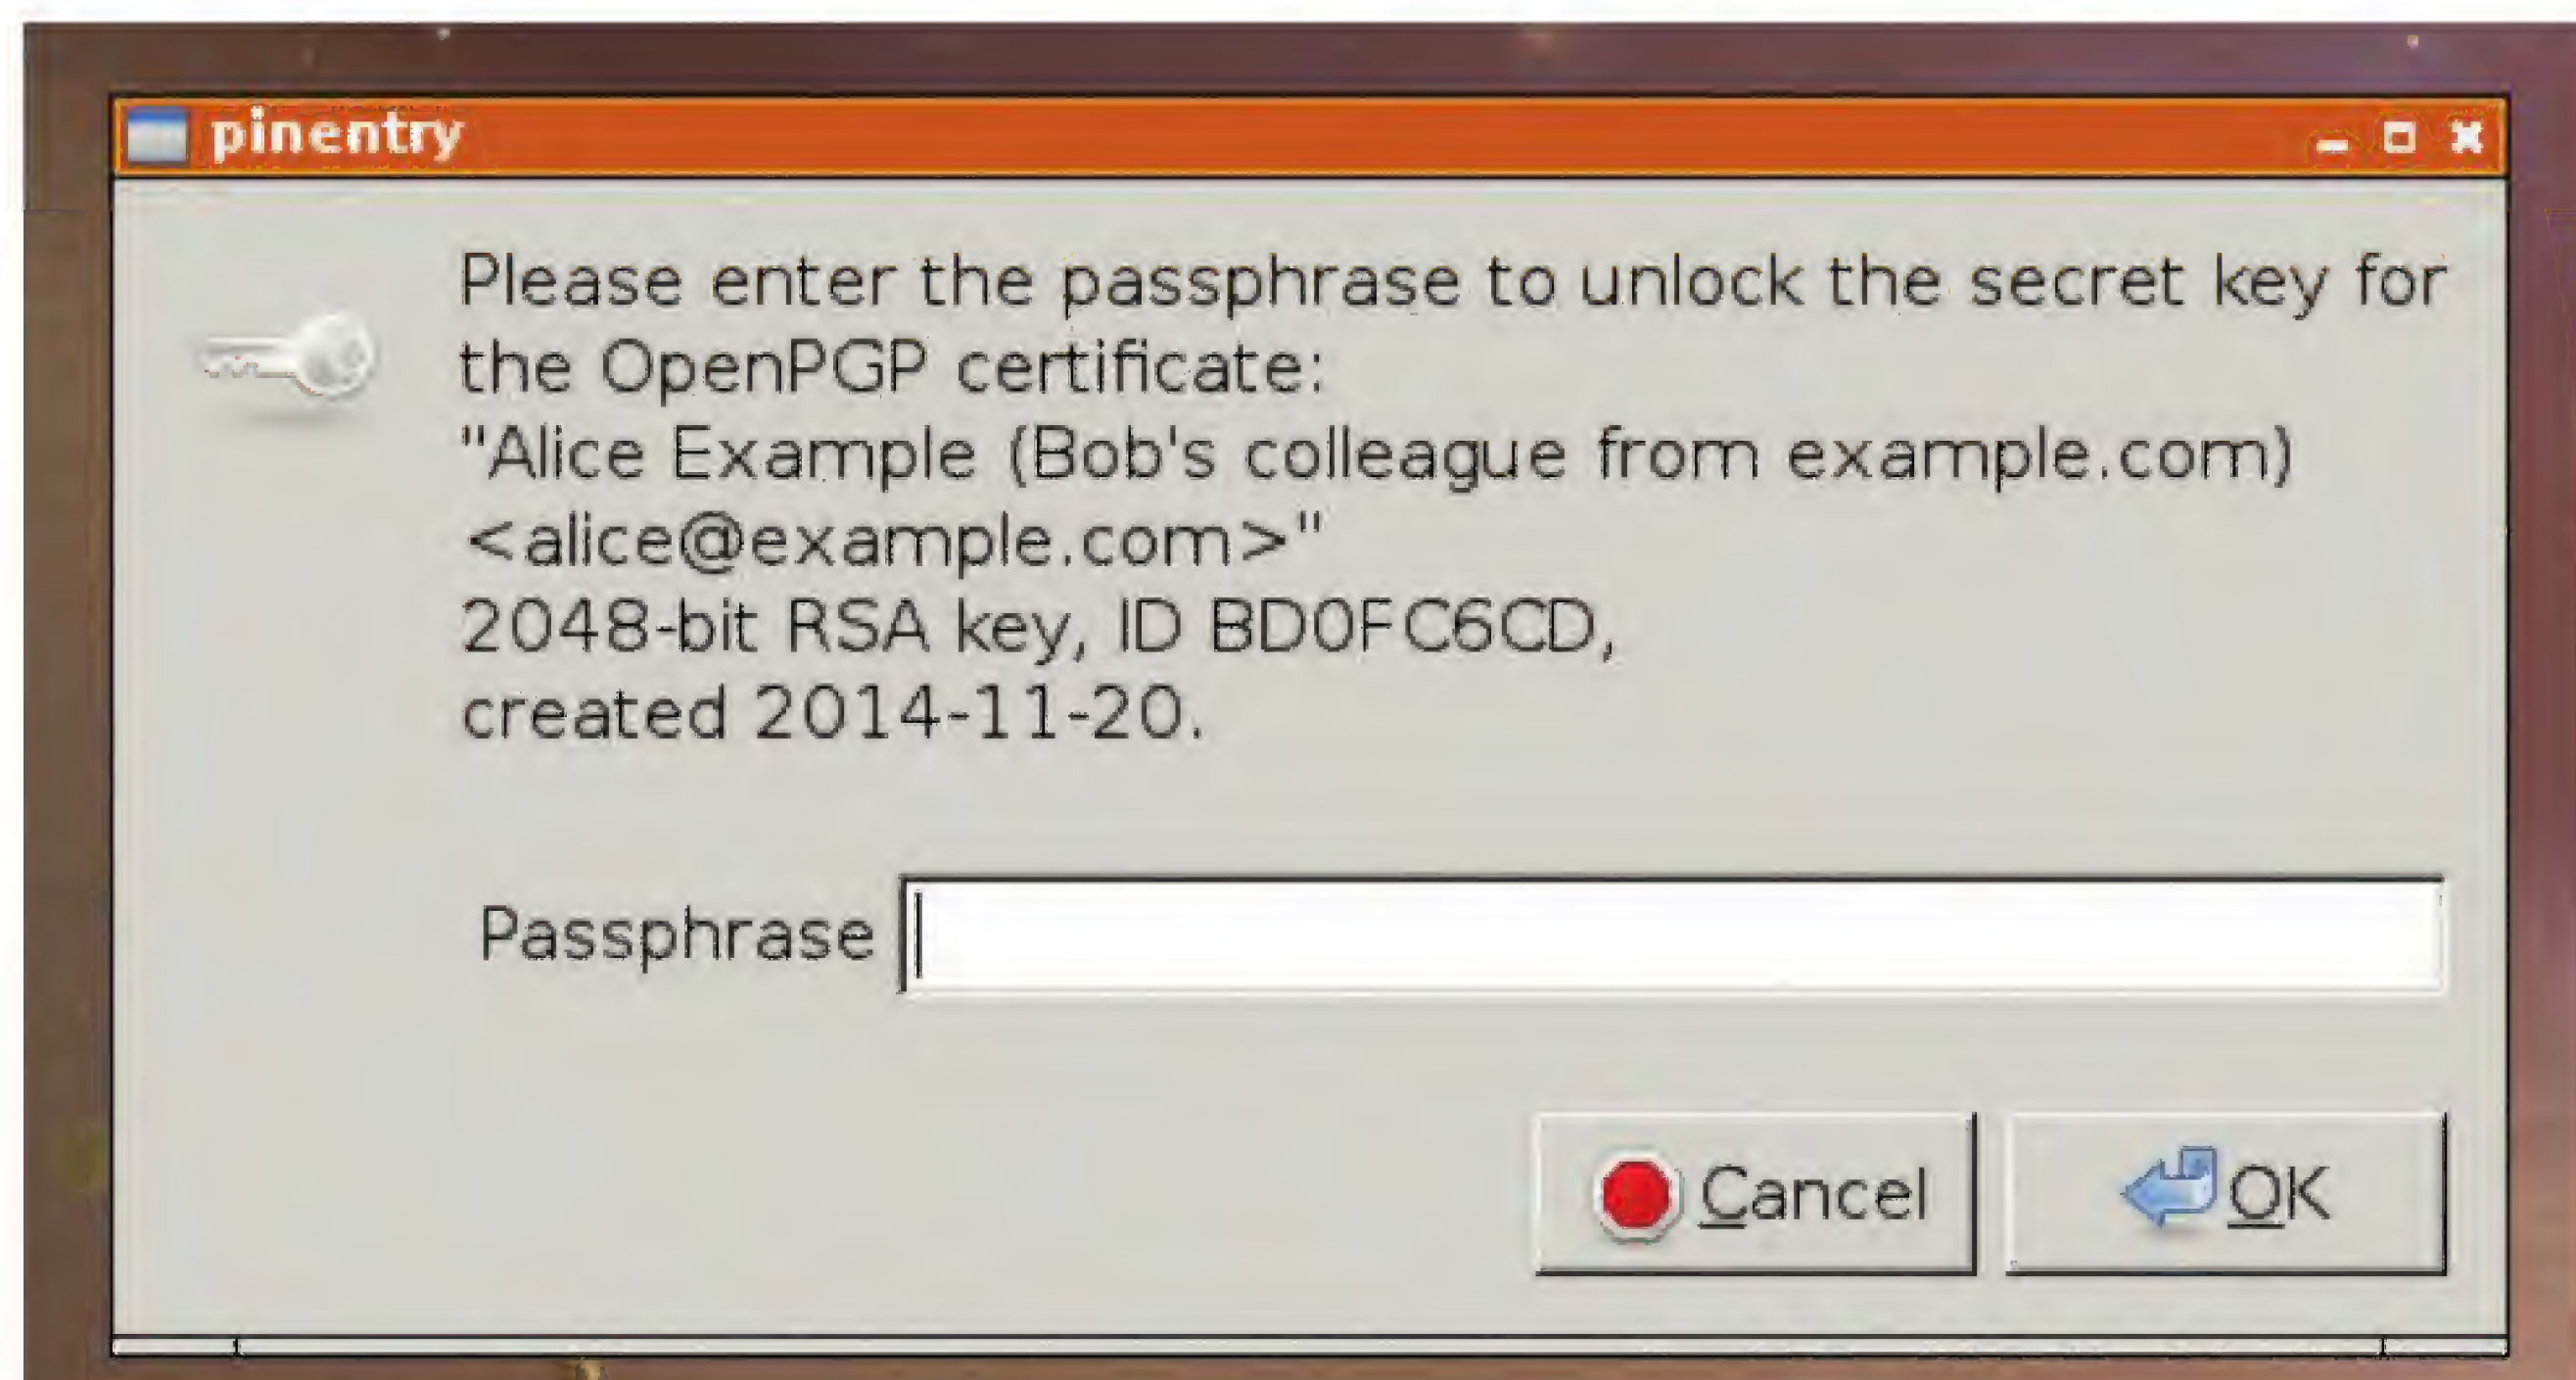 pinentry
Please enter the passphrase to unlock the secret key for
the OpenPGP certificate:
"Alice Example (Bob's colleague from example.com)
<alice@example.com>"
2048-bit RSA key, ID BD0FC6CD,
created 2014-11-20.
Passphrase
Cancel
OK